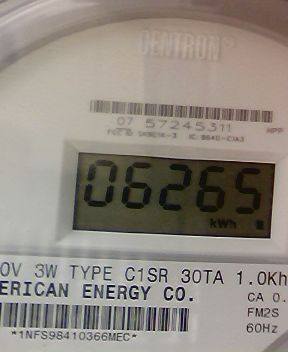 CENTRON®
07 57245311
HPP
06265
kWh
0V 3W TYPE C1SR 30TA 1.0Kh
ERICAN ENERGY CO.
CA 0.
FM2S
*1NFS98410366MEC*
60Hz